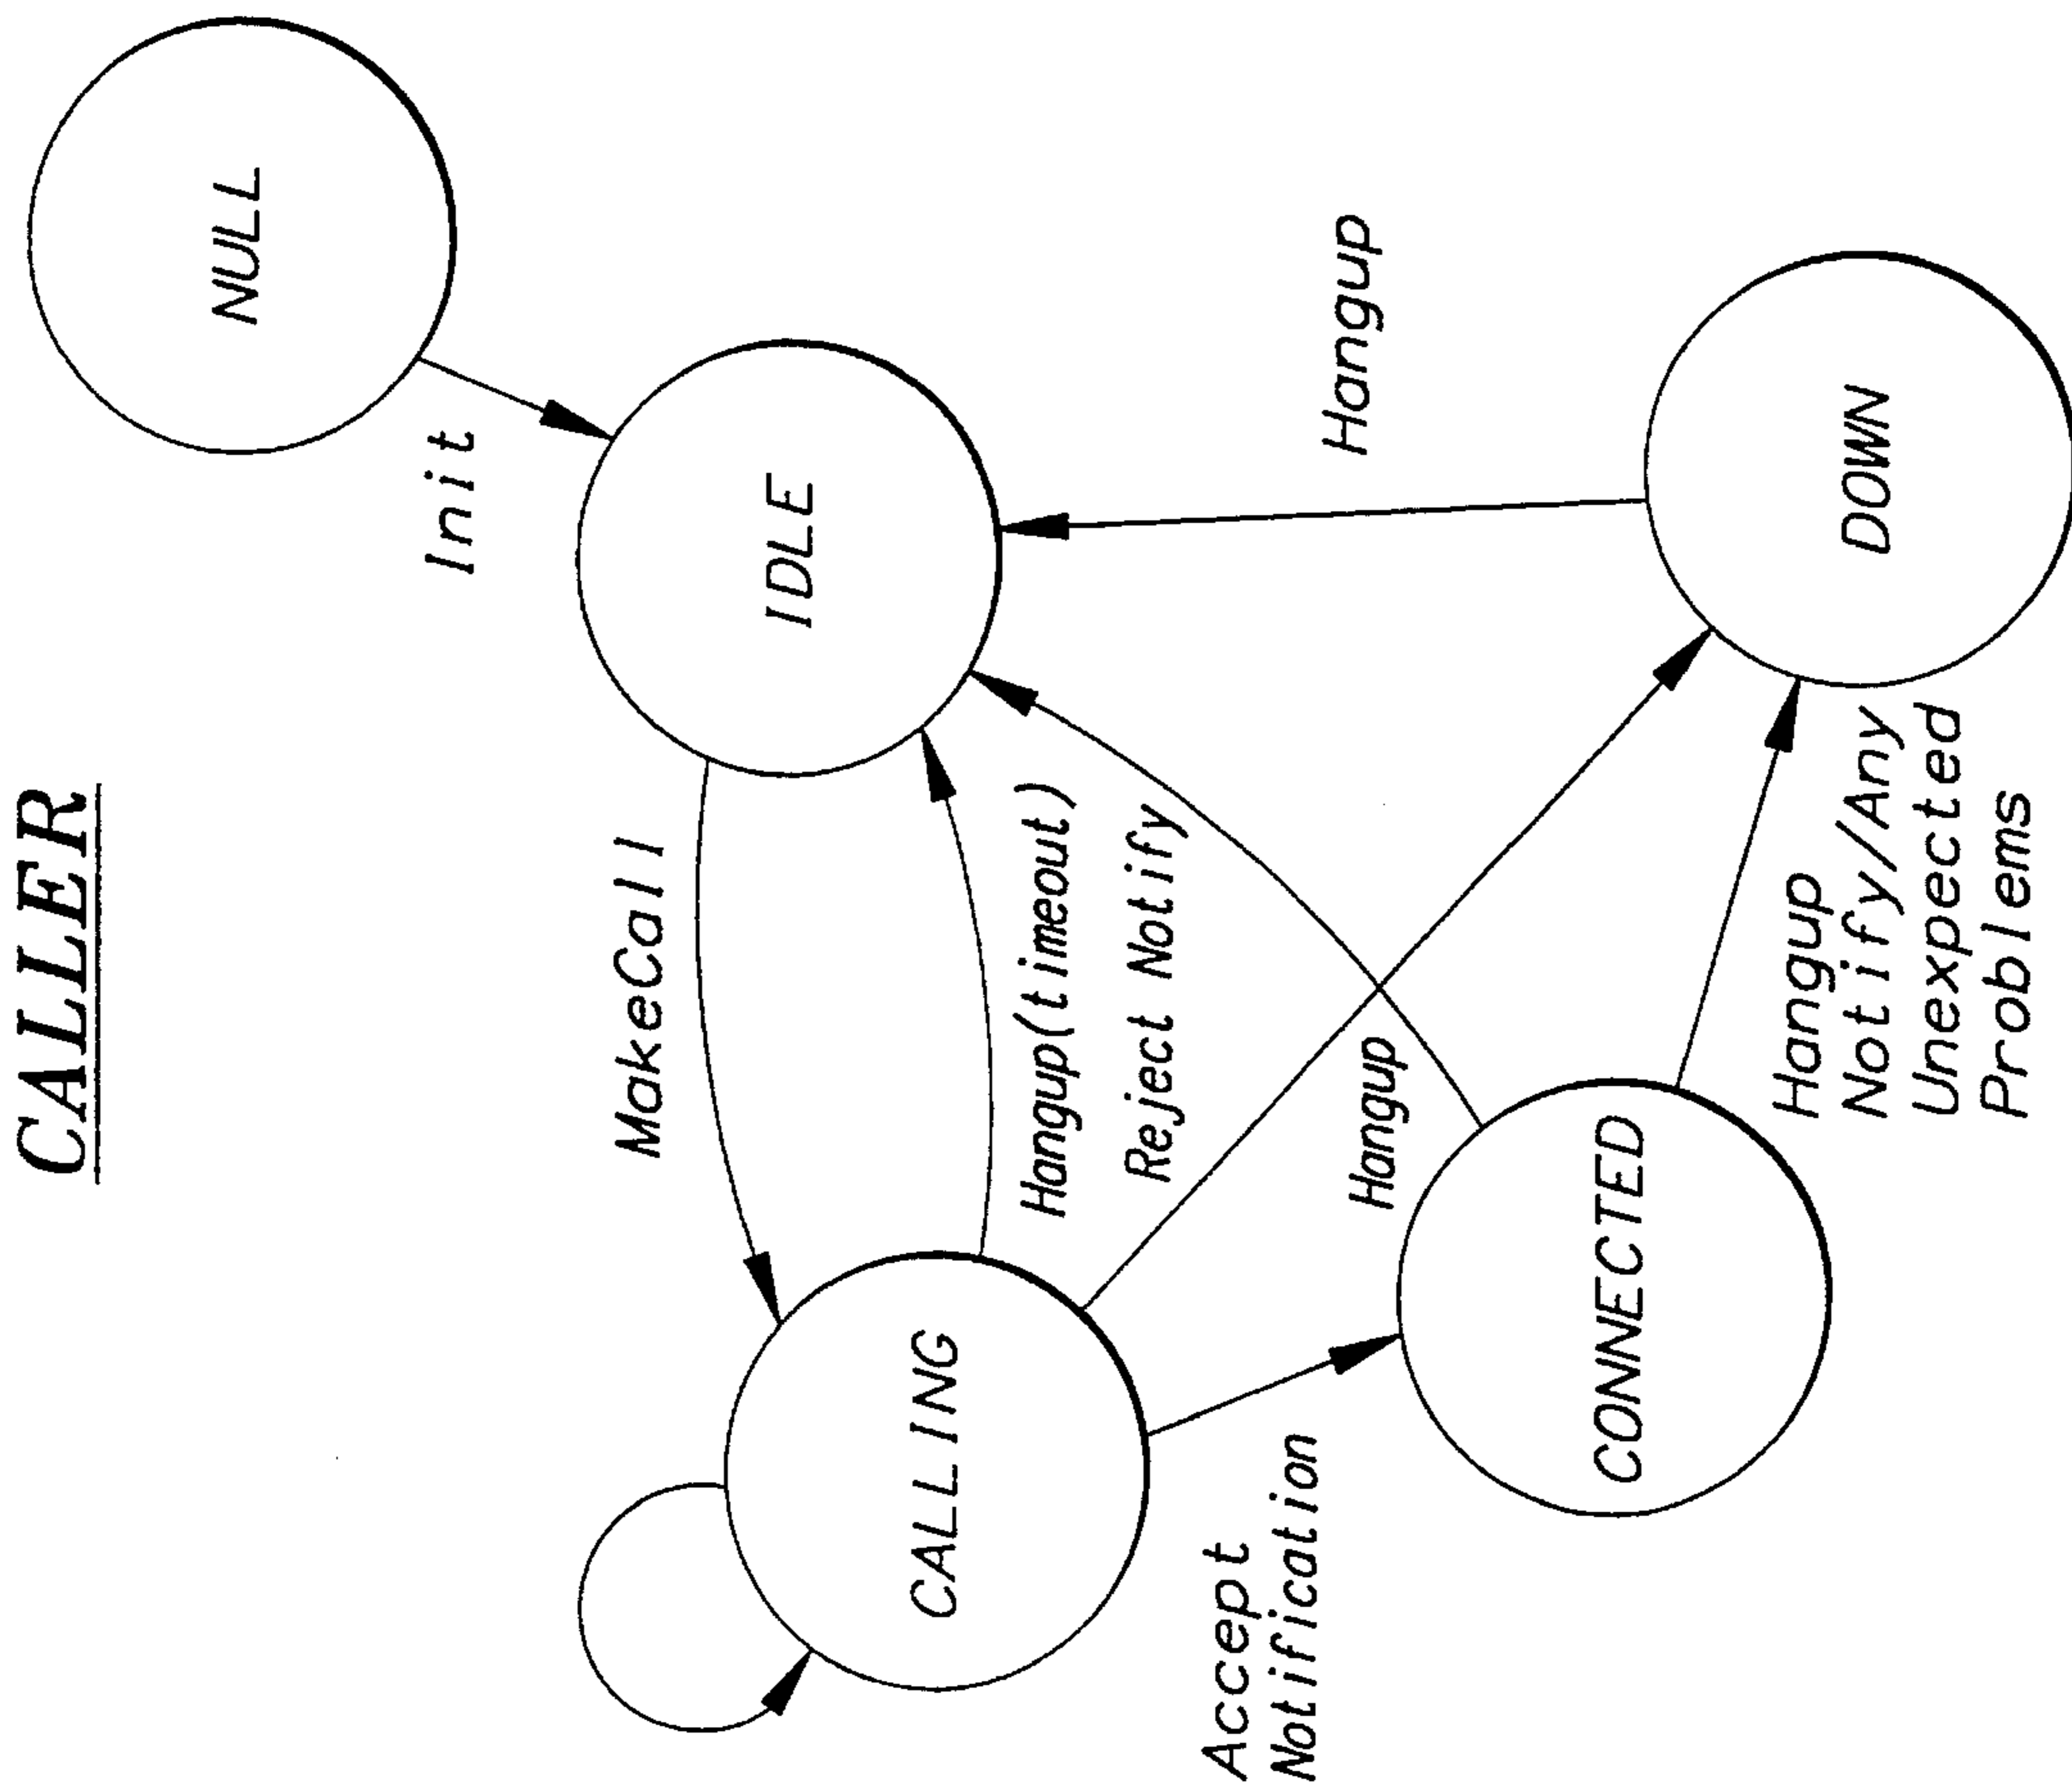 CALLER
NULL
Init
IDLE
MakeCall
Hangup(timeout)
Reject Notify
Hangup
CALLING
Hangup
Accept
Notification
CONNECTED
DOWN
Hangup
Notify/Any
Unexpected
Problems